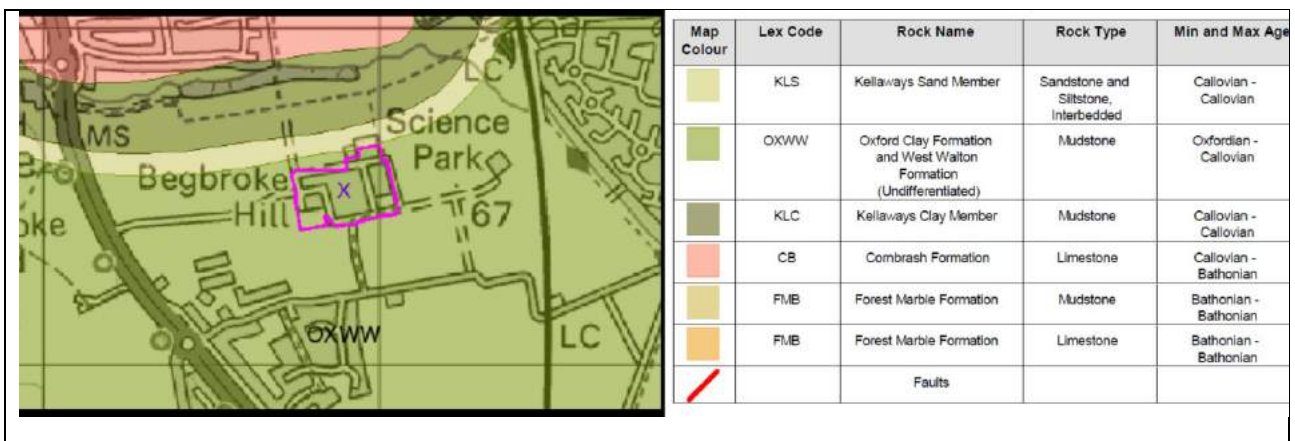 LC
MS
Science
Park
Begbroke
Hill
X
67
oke
OXWW
LC
Map Colour | Lex Code | Rock Name | Rock Type | Min and Max Age
KLS | Kellaways Sand Member | Sandstone and Siltstone, Interbedded | Callovian - Callovian
OXWW | Oxford Clay Formation and West Walton Formation (Undifferentiated) | Mudstone | Oxfordian - Callovian
KLC | Kellaways Clay Member | Mudstone | Callovian - Callovian
CB | Cornbrash Formation | Limestone | Callovian - Bathonian
FMB | Forest Marble Formation | Mudstone | Bathonian - Bathonian
FMB | Forest Marble Formation | Limestone | Bathonian - Bathonian
Faults